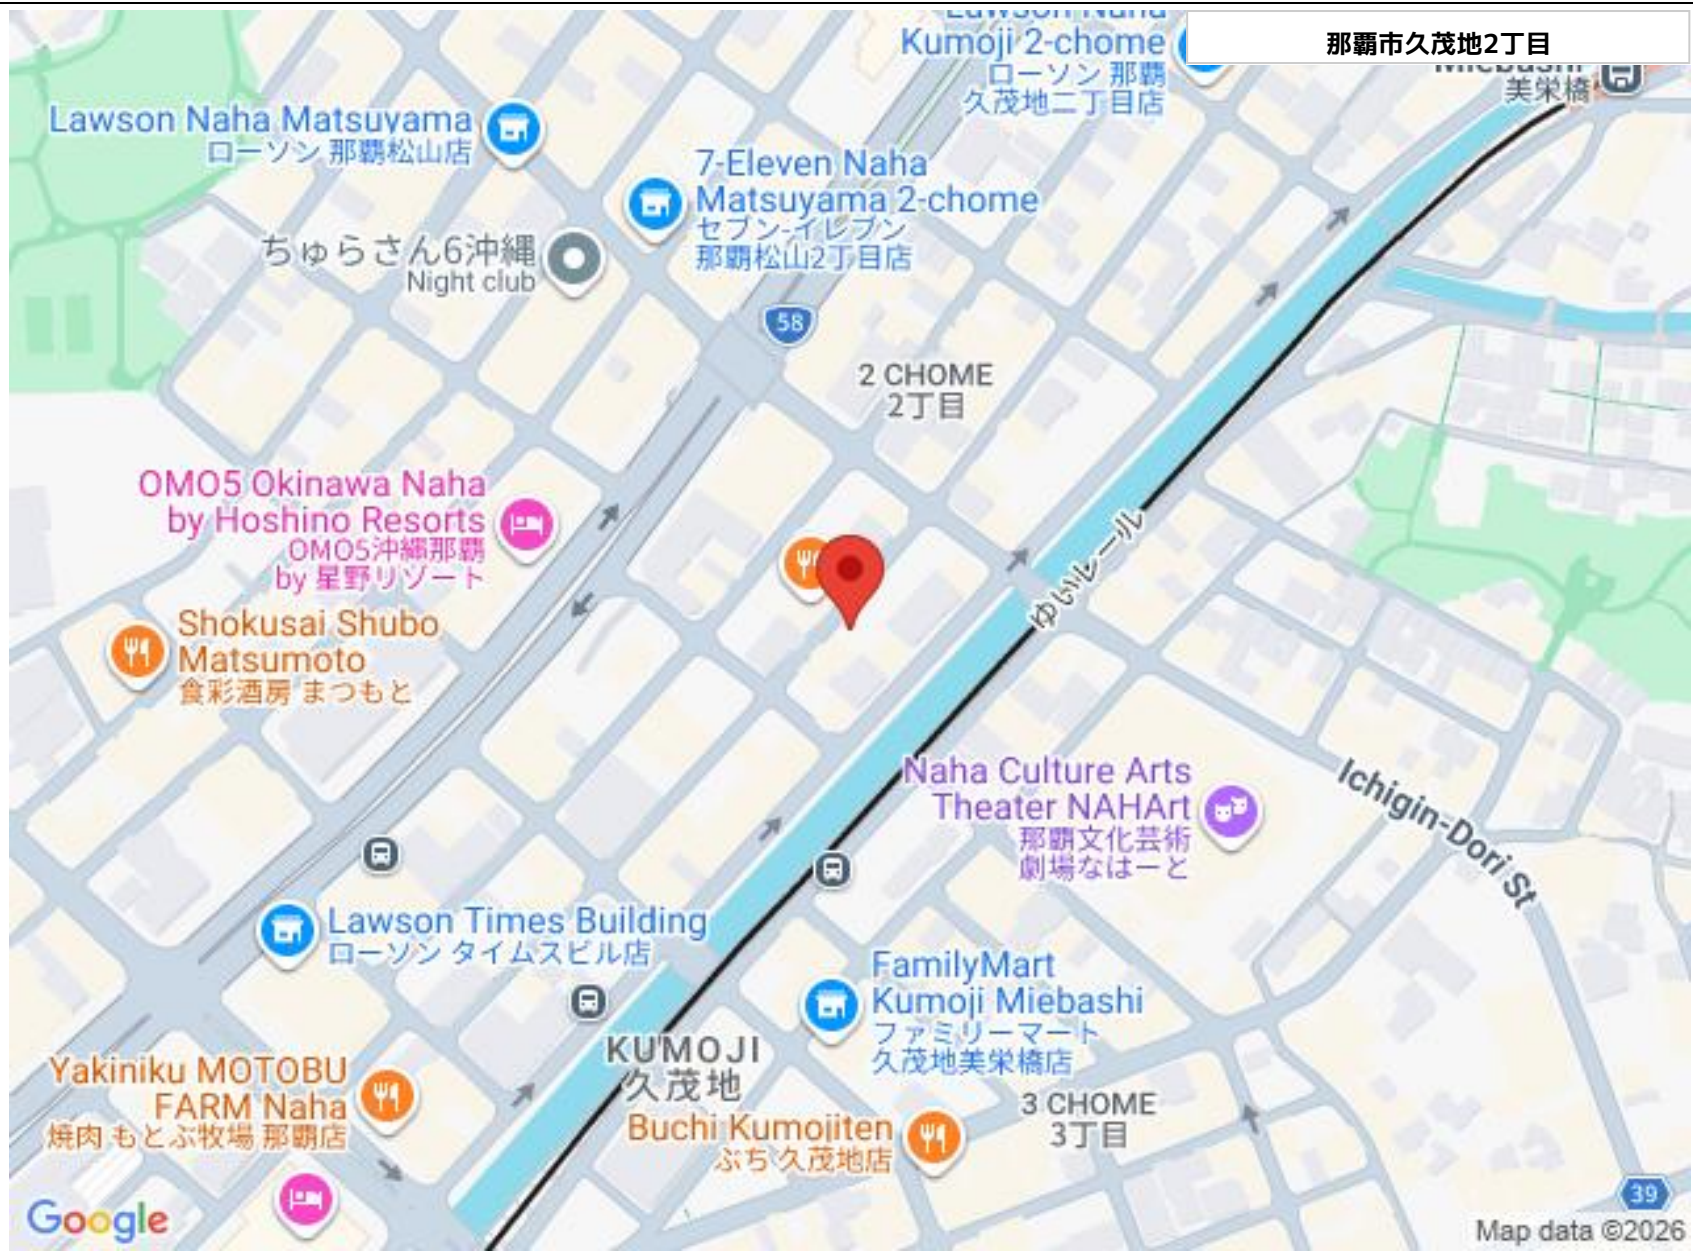 Lawson Naha
Kumoji 2-chome
ローソン 那覇
久茂地二丁目店
那覇市久茂地2丁目
Miebashi
美栄橋
Lawson Naha Matsuyama
ローソン 那覇松山店
7-Eleven Naha
Matsuyama 2-chome
セブン-イレブン
那覇松山2丁目店
ちゅらさん6沖縄
Night club
58
2 CHOME
2丁目
OMO5 Okinawa Naha
by Hoshino Resorts
OMO5沖縄那覇
by 星野リゾート
ゆいレール
Shokusai Shubo
Matsumoto
食彩酒房 まつもと
Naha Culture Arts
Theater NAHArt
那覇文化芸術
劇場なはーと
Ichigin-Dori St
Lawson Times Building
ローソン タイムスビル店
FamilyMart
Kumoji Miebashi
ファミリーマート
久茂地美栄橋店
KUMOJI
久茂地
Yakiniku MOTOBU
FARM Naha
焼肉 もとぶ牧場 那覇店
Buchi Kumojiten
ぶち 久茂地店
3 CHOME
3丁目
39
Google
Map data ©2026